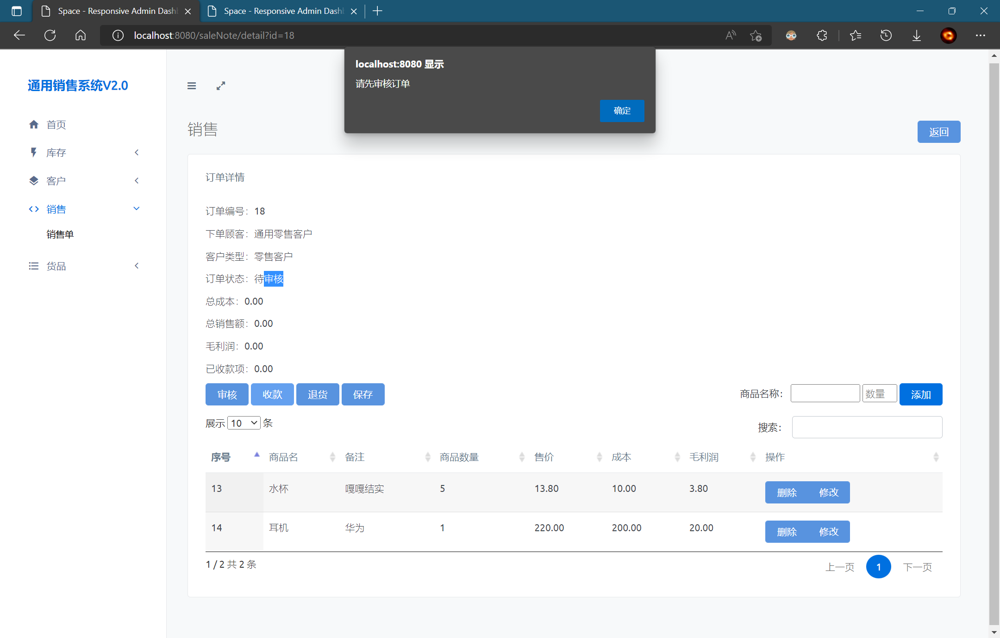 Space - Responsive Admin Dash
Space - Responsive Admin Dash
localhost:8080/saleNote/detail?id=18
localhost:8080 显示
请先审核订单
确定
通用销售系统V2.0
首页
库存
客户
销售
销售单
货品
销售
返回
订单详情
订单编号：18
下单顾客：通用零售客户
客户类型：零售客户
订单状态：待审核
总成本：0.00
总销售额：0.00
毛利润：0.00
已收款项：0.00
审核 收款 退货 保存
商品名称： 数量 添加
展示 10 条
搜索：
序号 商品名 备注 商品数量 售价 成本 毛利润 操作
13 水杯 嘎嘎结实 5 13.80 10.00 3.80 删除 修改
14 耳机 华为 1 220.00 200.00 20.00 删除 修改
1 / 2 共 2 条
上一页 1 下一页